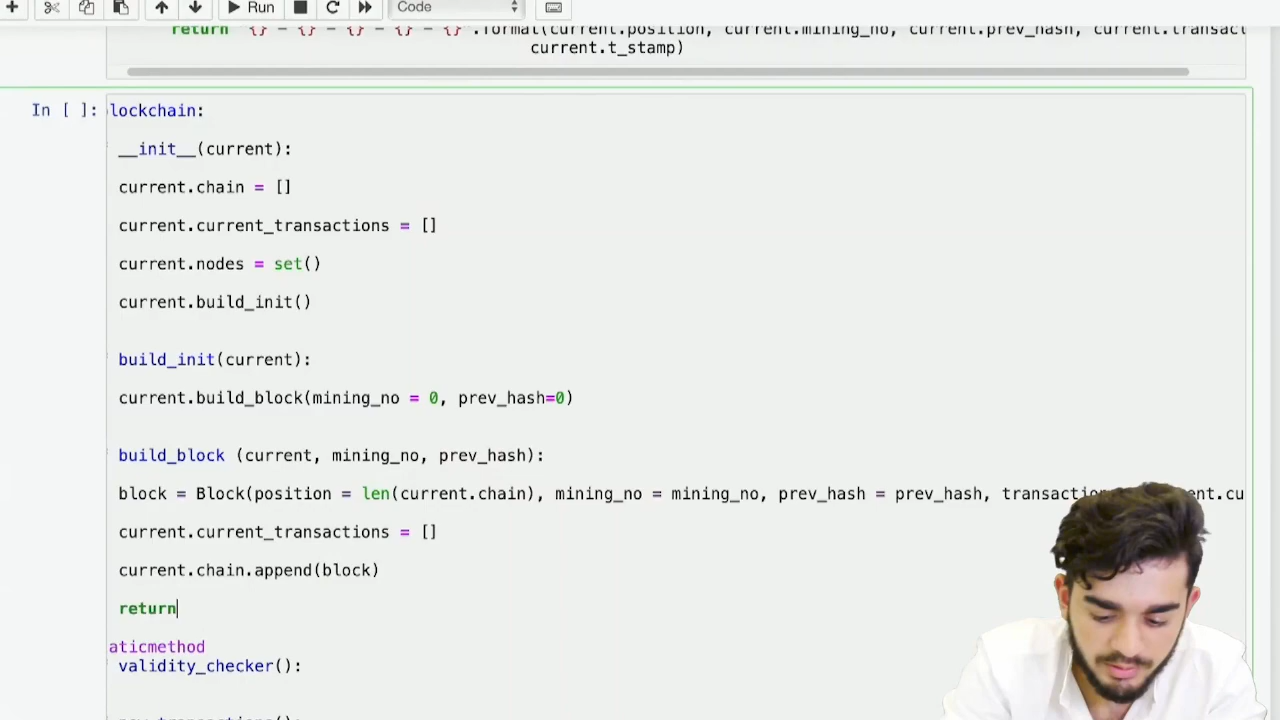 Run
Code
return '{} - {} - {} - {} - {}'.format(current.position, current.mining_no, current.prev_hash, current.transact
current.t_stamp)
In [ ]:
lockchain:
__init__(current):
current.chain = []
current.current_transactions = []
current.nodes = set()
current.build_init()
build_init(current):
current.build_block(mining_no = 0, prev_hash=0)
build_block (current, mining_no, prev_hash):
block = Block(position = len(current.chain), mining_no = mining_no, prev_hash = prev_hash, transactio
current.current_transactions = []
current.chain.append(block)
return
aticmethod
validity_checker():